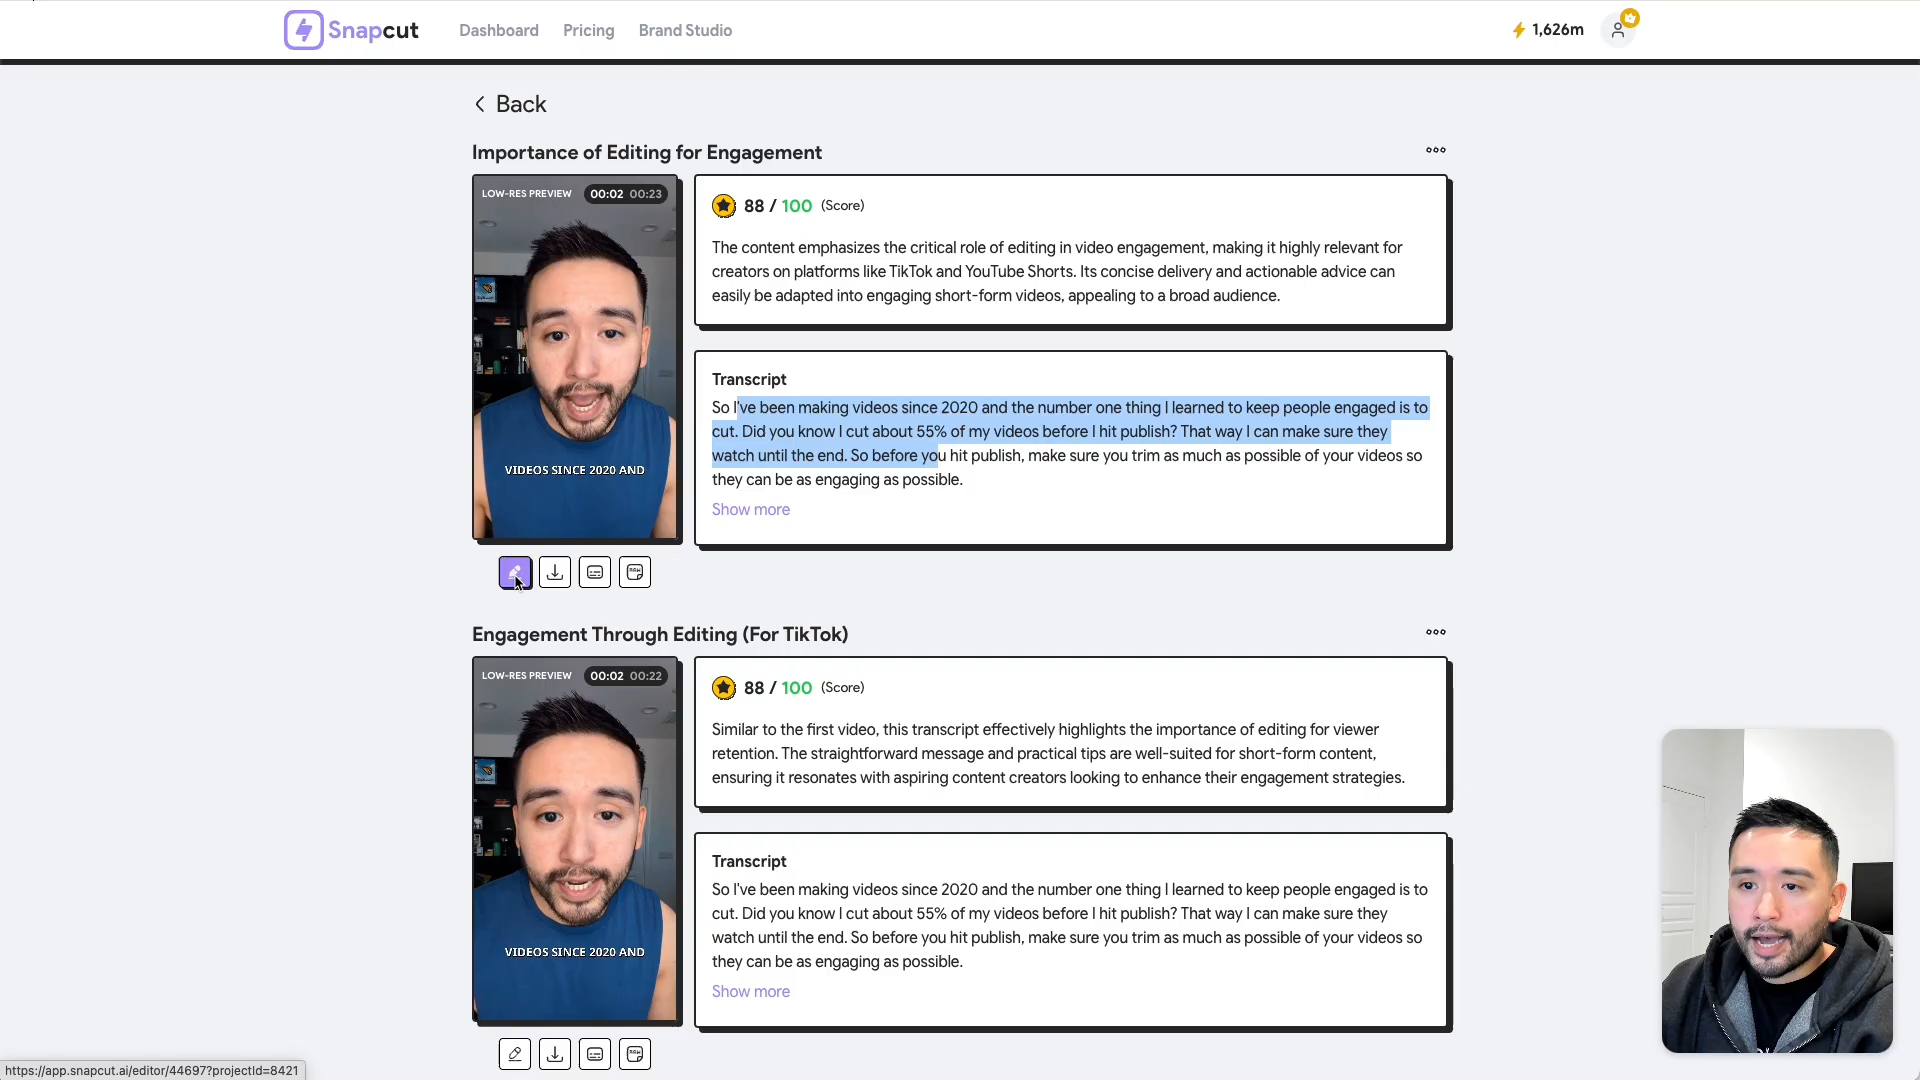 Snapcut
Dashboard
Pricing
Brand Studio
1,626m
Back
Importance of Editing for Engagement
LOW-RES PREVIEW
00:02 00:23
VIDEOS SINCE 2020 AND
88 / 100 (Score)
The content emphasizes the critical role of editing in video engagement, making it highly relevant for
creators on platforms like TikTok and YouTube Shorts. Its concise delivery and actionable advice can
easily be adapted into engaging short-form videos, appealing to a broad audience.
Transcript
So I've been making videos since 2020 and the number one thing I learned to keep people engaged is to
cut. Did you know I cut about 55% of my videos before I hit publish? That way I can make sure they
watch until the end. So before you hit publish, make sure you trim as much as possible of your videos so
they can be as engaging as possible.
Show more
Engagement Through Editing (For TikTok)
LOW-RES PREVIEW
00:02 00:22
VIDEOS SINCE 2020 AND
88 / 100 (Score)
Similar to the first video, this transcript effectively highlights the importance of editing for viewer
retention. The straightforward message and practical tips are well-suited for short-form content,
ensuring it resonates with aspiring content creators looking to enhance their engagement strategies.
Transcript
So I've been making videos since 2020 and the number one thing I learned to keep people engaged is to
cut. Did you know I cut about 55% of my videos before I hit publish? That way I can make sure they
watch until the end. So before you hit publish, make sure you trim as much as possible of your videos so
they can be as engaging as possible.
Show more
https://app.snapcut.ai/editor/44697?projectId=8421